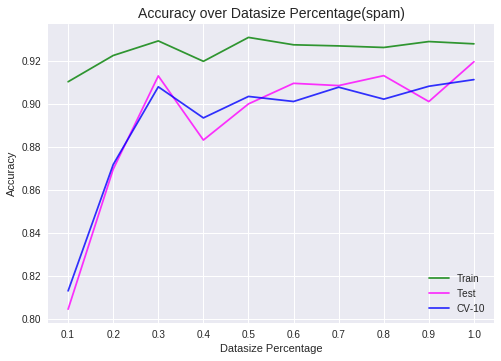 Accuracy over Datasize Percentage(spam)
Accuracy
0.92
0.90
0.88
0.86
0.84
0.82
0.80
Train
Test
CV-10
0.1 0.2 0.3 0.4 0.5 0.6 0.7 0.8 0.9 1.0
Datasize Percentage